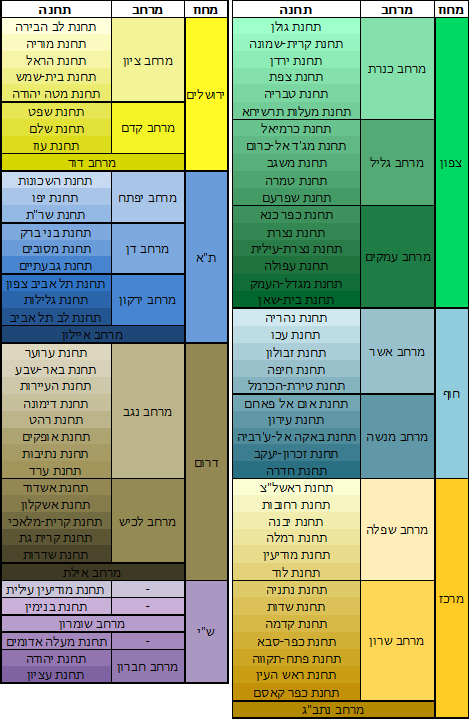 מחוז מרחב תחנה
צפון
מרחב כנרת
תחנת גולן
תחנת קרית-שמונה
תחנת ירדן
תחנת צפת
תחנת טבריה
תחנת מעלות תרשיחא
מרחב גליל
תחנת כרמיאל
תחנת מג'ד אל-כרום
תחנת משגב
תחנת טמרה
תחנת שפרעם
מרחב עמקים
תחנת כפר כנא
תחנת נצרת
תחנת נצרת-עילית
תחנת עפולה
תחנת מגדל-העמק
תחנת בית-שאן
חוף
מרחב אשר
תחנת נהריה
תחנת עכו
תחנת זבולון
תחנת חיפה
תחנת טירת-הכרמל
מרחב מנשה
תחנת אום אל פאחם
תחנת עירון
תחנת באקה אל-ע'רביה
תחנת זכרון-יעקב
תחנת חדרה
מרכז
מרחב שפלה
תחנת ראשל"צ
תחנת רחובות
תחנת יבנה
תחנת רמלה
תחנת מודיעין
תחנת לוד
מרחב שרון
תחנת נתניה
תחנת שדות
תחנת קדמה
תחנת כפר-סבא
תחנת פתח-תקווה
תחנת ראש העין
תחנת כפר קאסם
מרחב נתב"ג
מחוז מרחב תחנה
ירושלים
מרחב ציון
תחנת לב הבירה
תחנת מוריה
תחנת הראל
תחנת בית-שמש
תחנת מטה יהודה
מרחב קדם
תחנת שפט
תחנת שלם
תחנת עוז
מרחב דוד
ת"א
מרחב יפתח
תחנת השכונות
תחנת יפו
תחנת שר"ת
מרחב דן
תחנת בני ברק
תחנת מסובים
תחנת גבעתיים
מרחב ירקון
תחנת תל אביב צפון
תחנת גלילות
תחנת לב תל אביב
מרחב איילון
דרום
מרחב נגב
תחנת ערוער
תחנת באר-שבע
תחנת העיירות
תחנת דימונה
תחנת רהט
תחנת אופקים
תחנת נתיבות
תחנת ערד
מרחב לכיש
תחנת אשדוד
תחנת אשקלון
תחנת קרית-מלאכי
תחנת קרית גת
תחנת שדרות
מרחב אילת
ש"י
- תחנת מודיעין עילית
- תחנת בנימין
מרחב שומרון
- תחנת מעלה אדומים
מרחב חברון
תחנת יהודה
תחנת עציון